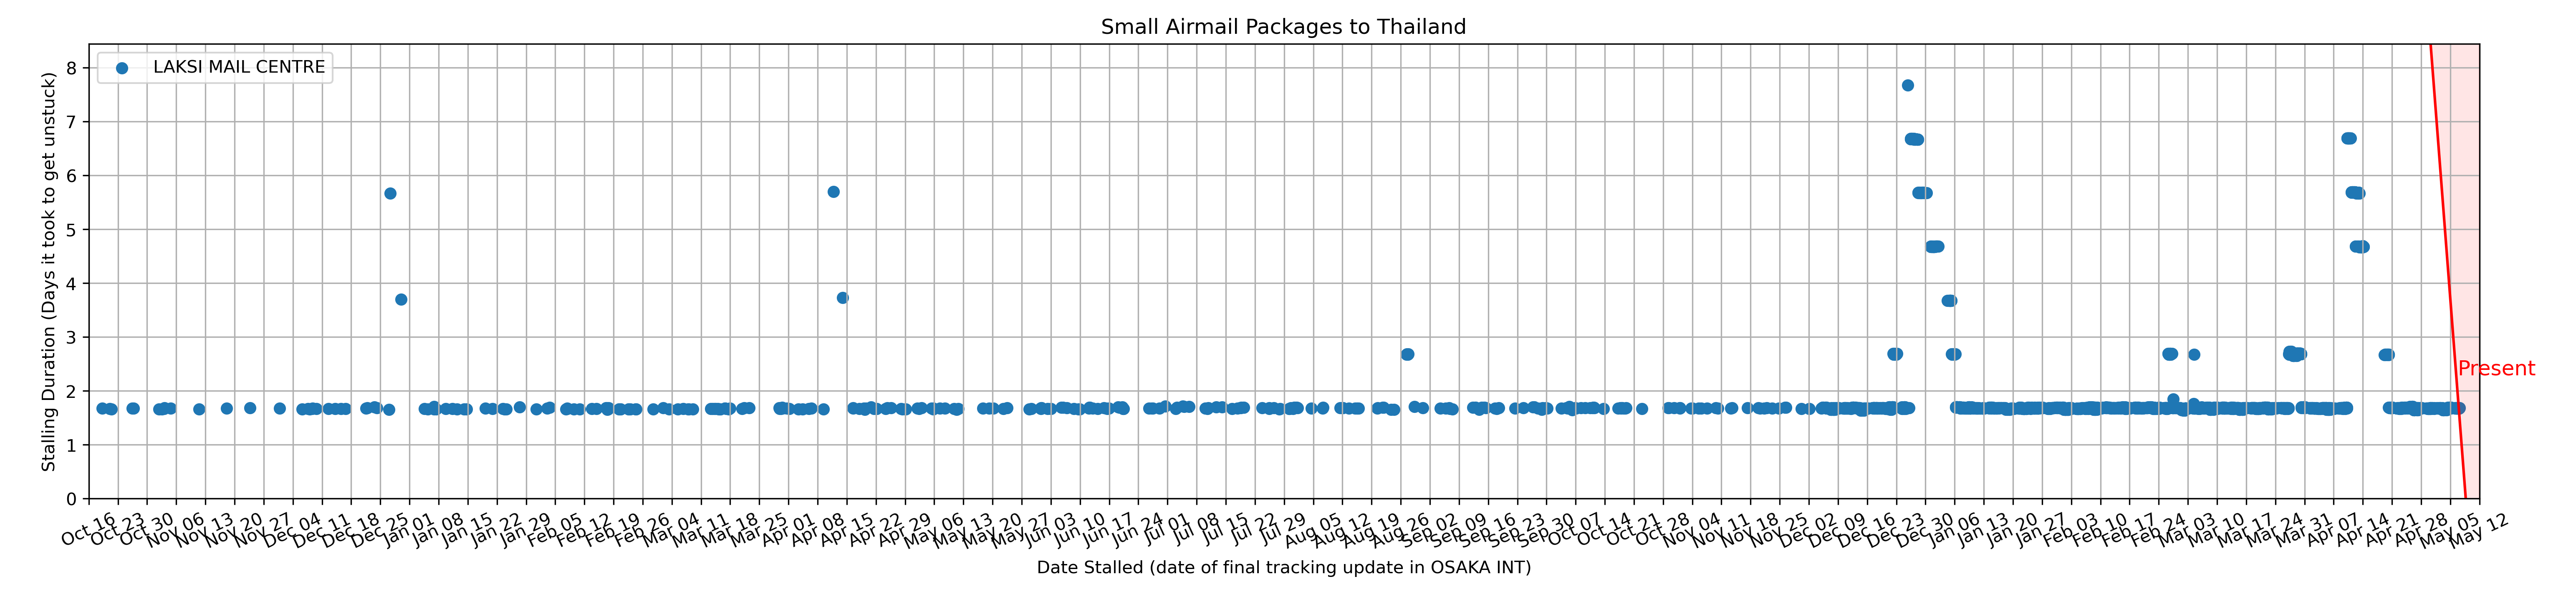 Small Airmail Packages to Thailand
LAKSI MAIL CENTRE
Stalling Duration (Days it took to get unstuck)
8
7
6
5
4
3
2
1
0
Present
Oct 16
Oct 23
Oct 30
Nov 06
Nov 13
Nov 20
Nov 27
Dec 04
Dec 11
Dec 18
Dec 25
Jan 01
Jan 08
Jan 15
Jan 22
Jan 29
Feb 05
Feb 12
Feb 19
Feb 26
Mar 04
Mar 11
Mar 18
Mar 25
Apr 01
Apr 08
Apr 15
Apr 22
Apr 29
May 06
May 13
May 20
May 27
Jun 03
Jun 10
Jun 17
Jun 24
Jul 01
Jul 08
Jul 15
Jul 22
Jul 29
Aug 05
Aug 12
Aug 19
Aug 26
Sep 02
Sep 09
Sep 16
Sep 23
Sep 30
Oct 07
Oct 14
Oct 21
Oct 28
Nov 04
Nov 11
Nov 18
Nov 25
Dec 02
Dec 09
Dec 16
Dec 23
Dec 30
Jan 06
Jan 13
Jan 20
Jan 27
Feb 03
Feb 10
Feb 17
Feb 24
Mar 03
Mar 10
Mar 17
Mar 24
Mar 31
Apr 07
Apr 14
Apr 21
Apr 28
May 05
May 12
Date Stalled (date of final tracking update in OSAKA INT)